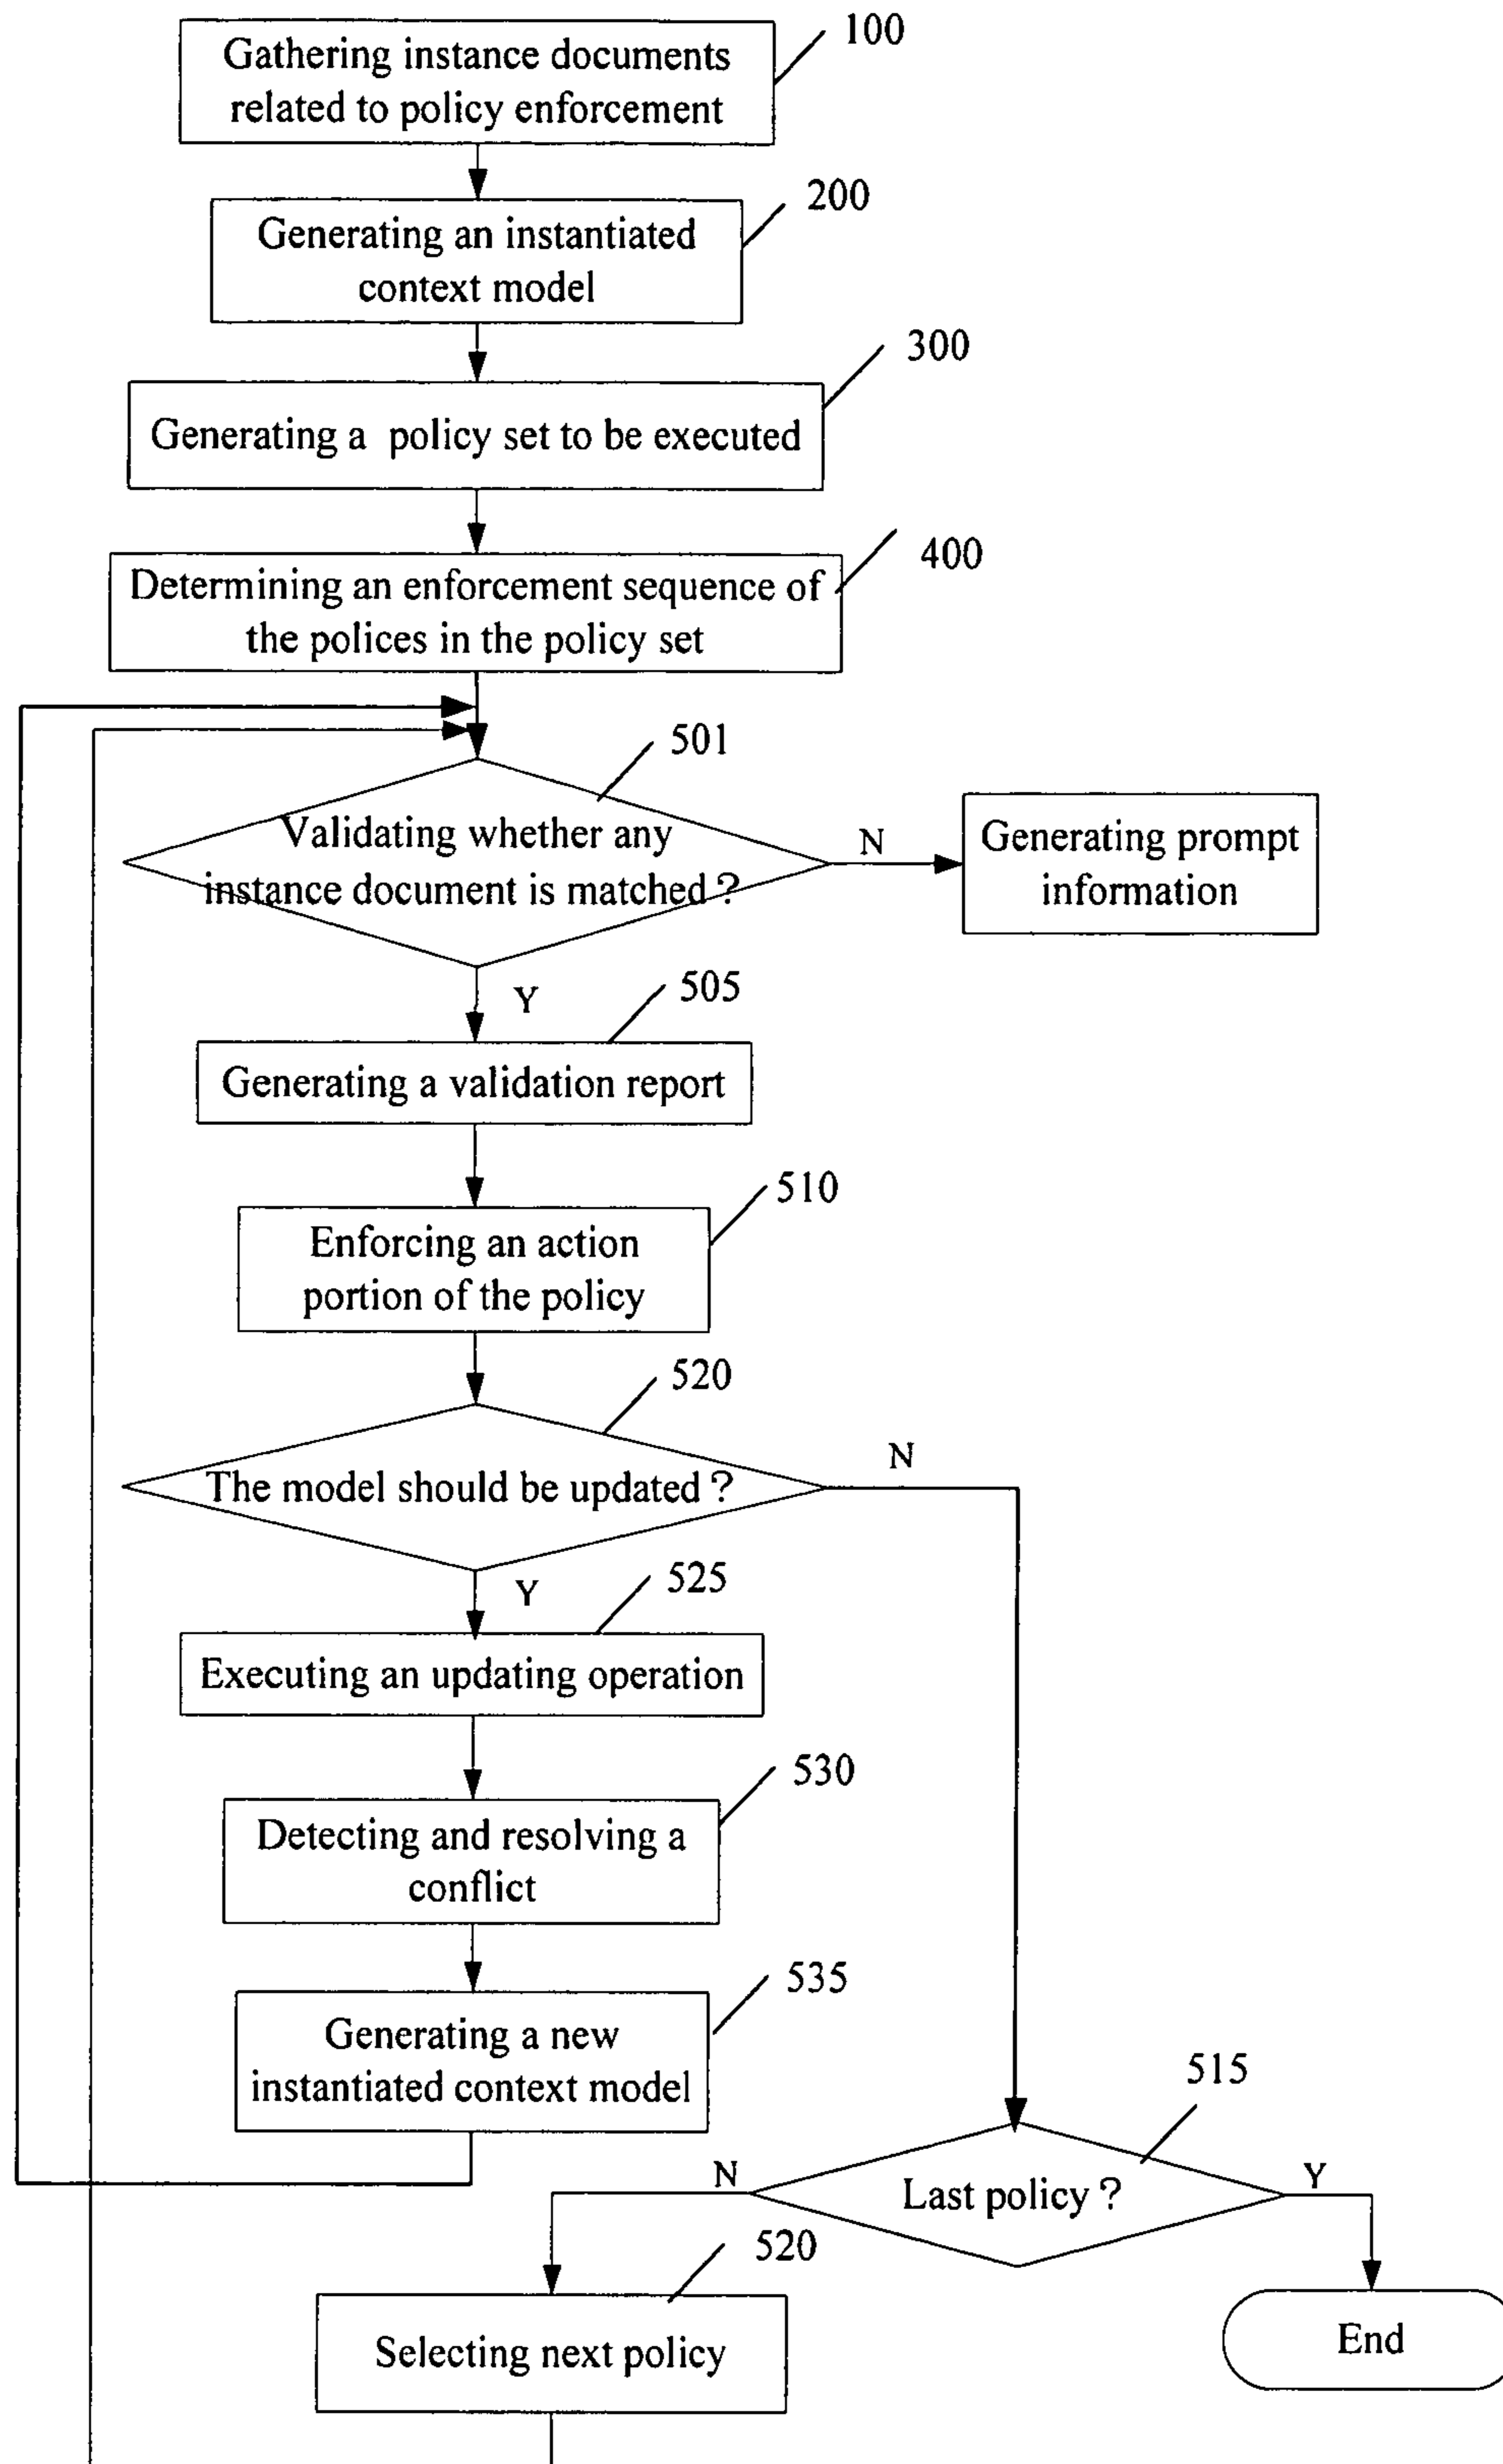 100
Gathering instance documents
related to policy enforcement
200
Generating an instantiated
context model
300
Generating a policy set to be executed
400
Determining an enforcement sequence of
the polices in the policy set
501
Validating whether any
instance document is matched?
N
Generating prompt
information
Y
505
Generating a validation report
510
Enforcing an action
portion of the policy
520
The model should be updated?
N
Y
525
Executing an updating operation
530
Detecting and resolving a
conflict
535
Generating a new
instantiated context model
515
Last policy?
N
Y
520
Selecting next policy
End